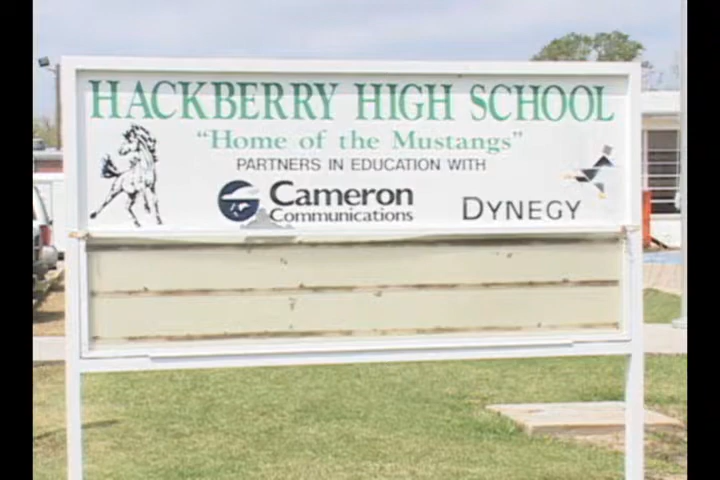 HACKBERRY HIGH SCHOOL
"Home of the Mustangs"
PARTNERS IN EDUCATION WITH
Cameron
Communications
DYNEGY